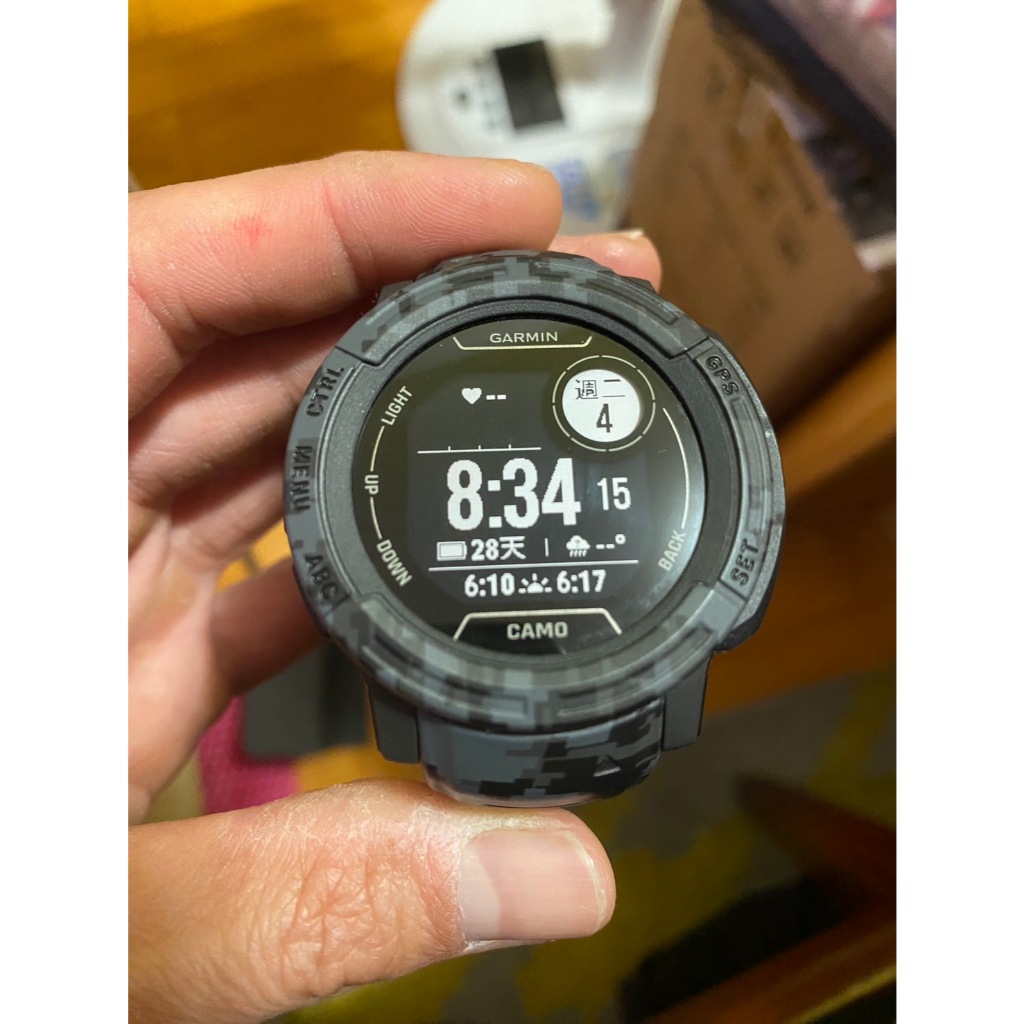 GARMIN
GPS
CTRL
LIGHT
--
週二
4
MENU
UP
8:34 15
28天 | --°
DOWN
BACK
ABC
SET
6:10 6:17
CAMO